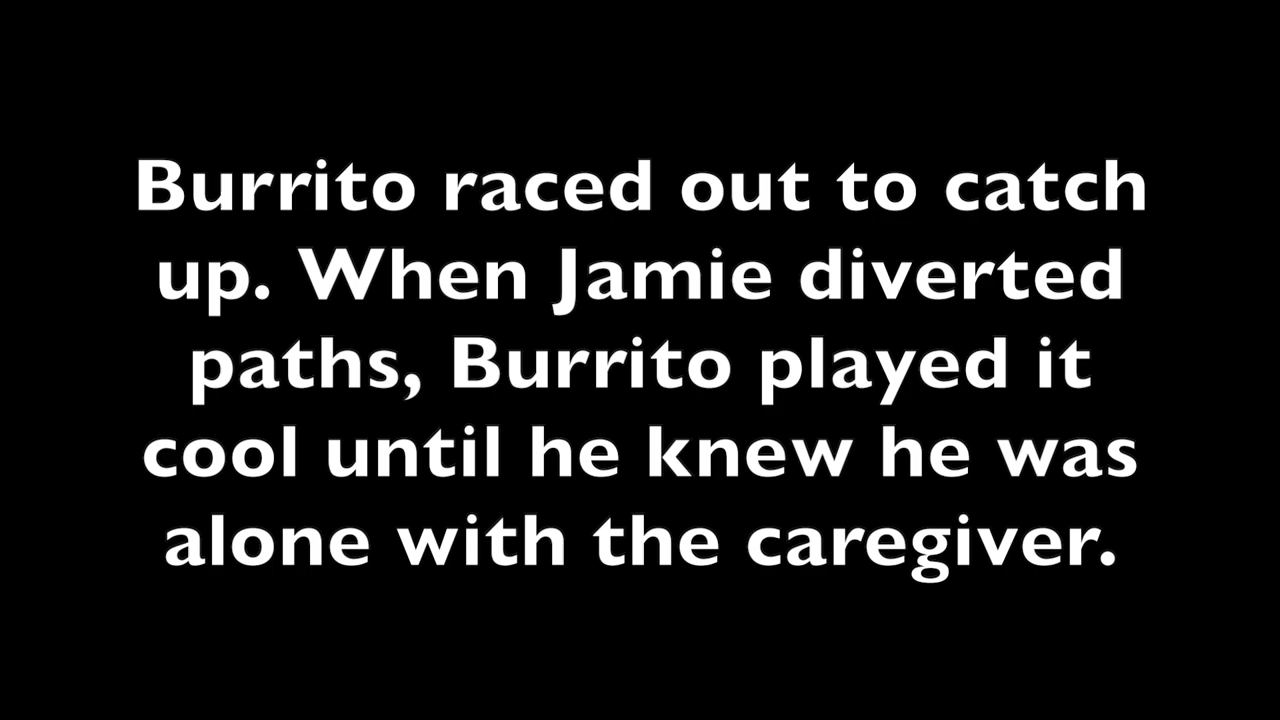 Burrito raced out to catch
up. When Jamie diverted
paths, Burrito played it
cool until he knew he was
alone with the caregiver.